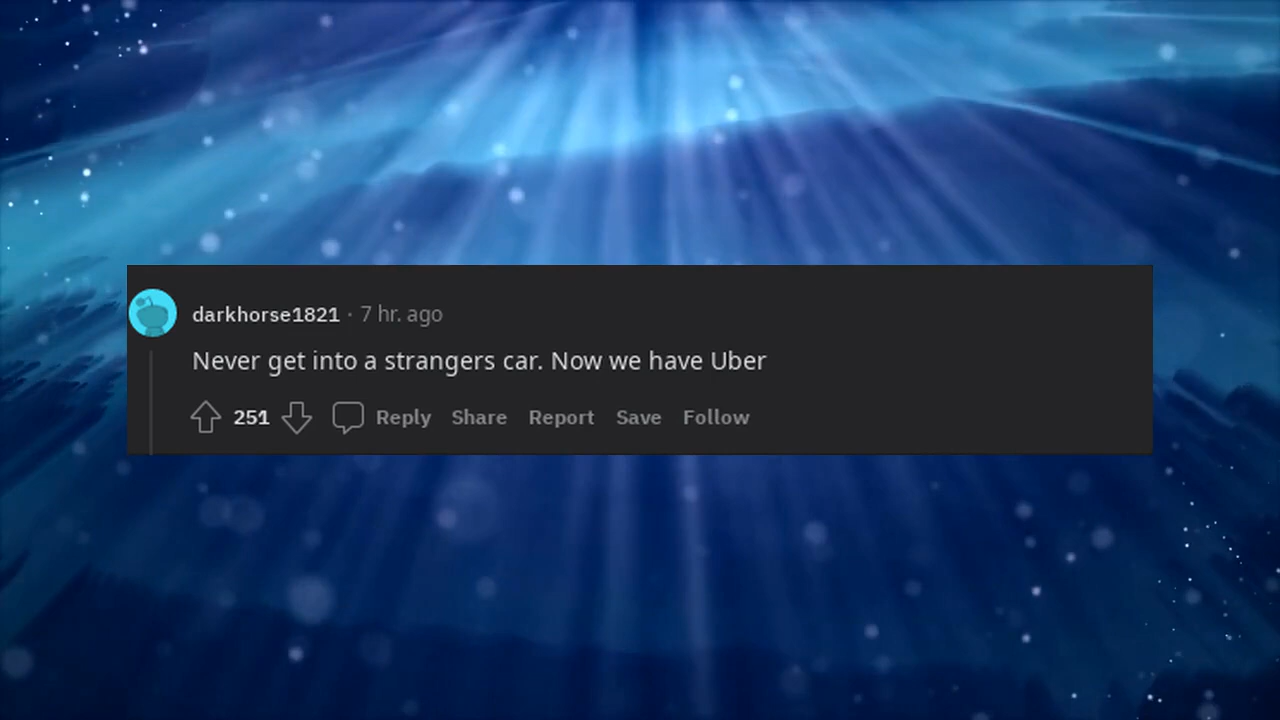 darkhorse1821 · 7 hr. ago
Never get into a strangers car. Now we have Uber
251 Reply Share Report Save Follow